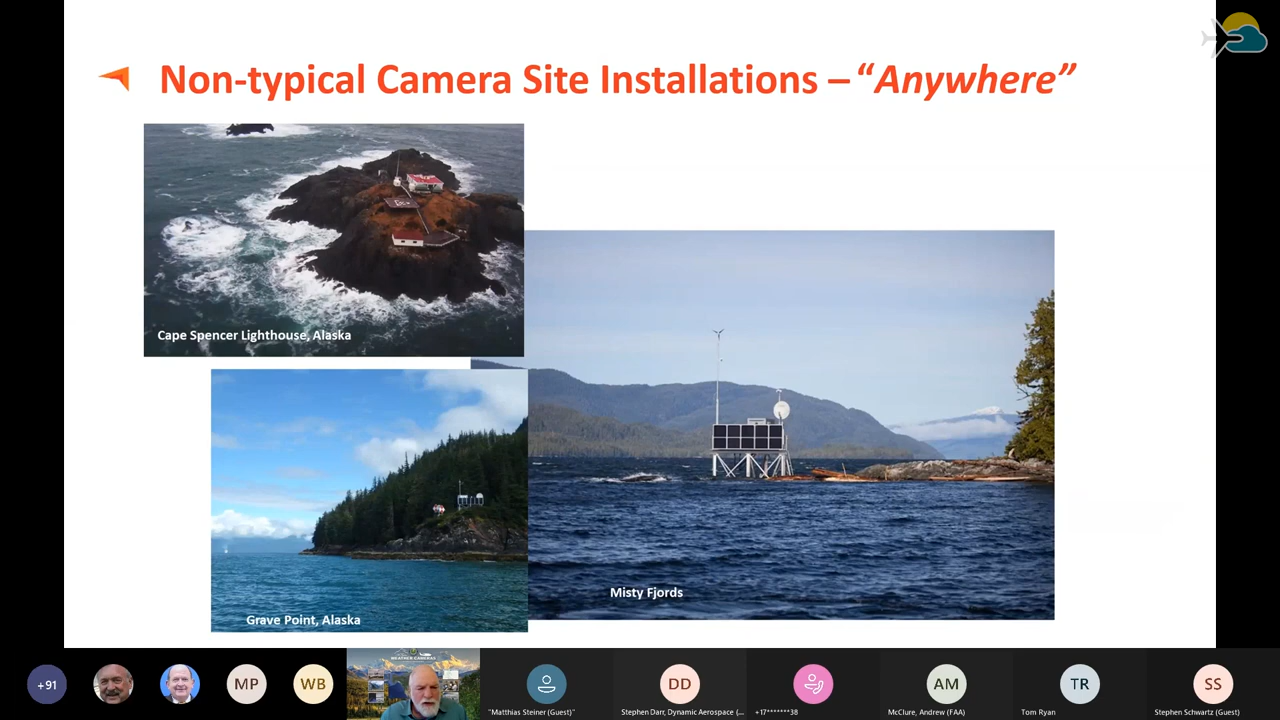 Non-typical Camera Site Installations – “Anywhere”
Cape Spencer Lighthouse, Alaska
Misty Fjords
Grave Point, Alaska
+91
MP
WB
WEATHER CAMERAS
DD
AM
TR
SS
"Matthias Steiner (Guest)"
Stephen Darr, Dynamic Aerospace (...
+17*******38
McClure, Andrew (FAA)
Tom Ryan
Stephen Schwartz (Guest)